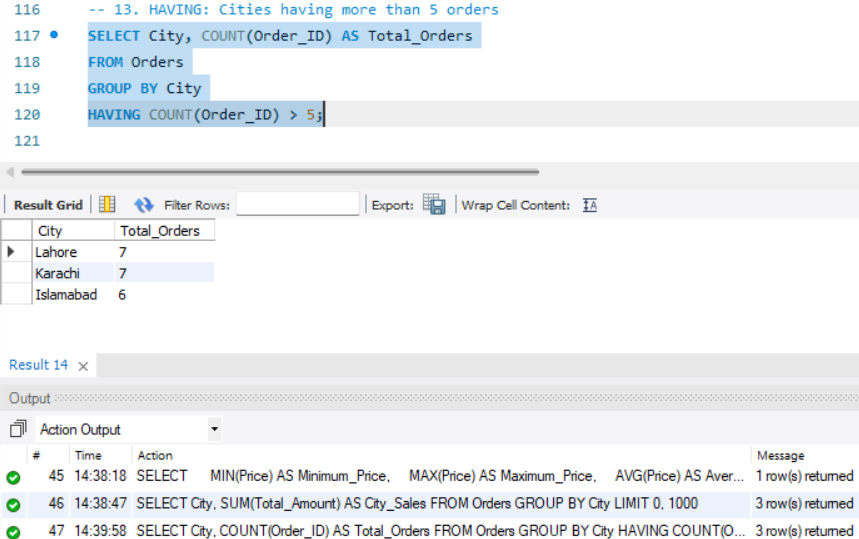 116 -- 13. HAVING: Cities having more than 5 orders
117 SELECT City, COUNT(Order_ID) AS Total_Orders
118 FROM Orders
119 GROUP BY City
120 HAVING COUNT(Order_ID) > 5;
121
Result Grid Filter Rows: Export: Wrap Cell Content: IA
City Total_Orders
Lahore 7
Karachi 7
Islamabad 6
Result 14 ×
Output
Action Output
# Time Action Message
45 14:38:18 SELECT MIN(Price) AS Minimum_Price, MAX(Price) AS Maximum_Price, AVG(Price) AS Aver... 1 row(s) returned
46 14:38:47 SELECT City, SUM(Total_Amount) AS City_Sales FROM Orders GROUP BY City LIMIT 0, 1000 3 row(s) returned
47 14:39:58 SELECT City, COUNT(Order_ID) AS Total_Orders FROM Orders GROUP BY City HAVING COUNT(O... 3 row(s) returned